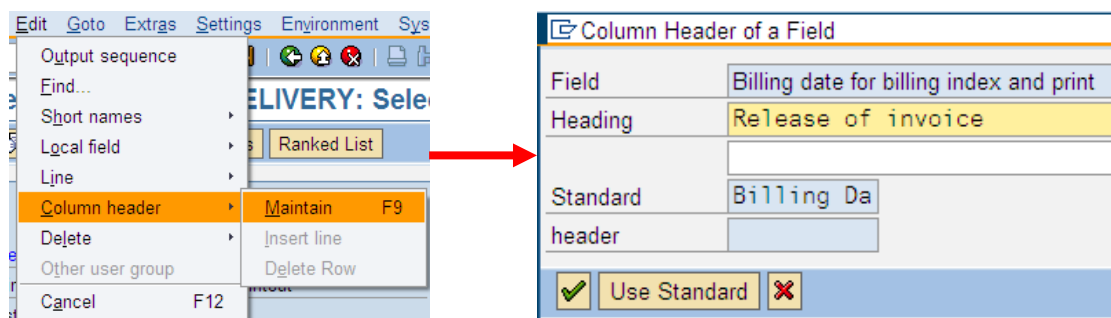 Edit Goto Extras Settings Environment Sys
Output sequence
Find...
Short names
ELIVERY: Sele
Local field
Ranked List
Line
Column header
Maintain F9
Delete
Insert line
Other user group
Delete Row
Cancel F12
Column Header of a Field
Field Billing date for billing index and print
Heading Release of invoice
Standard Billing Da
header
Use Standard